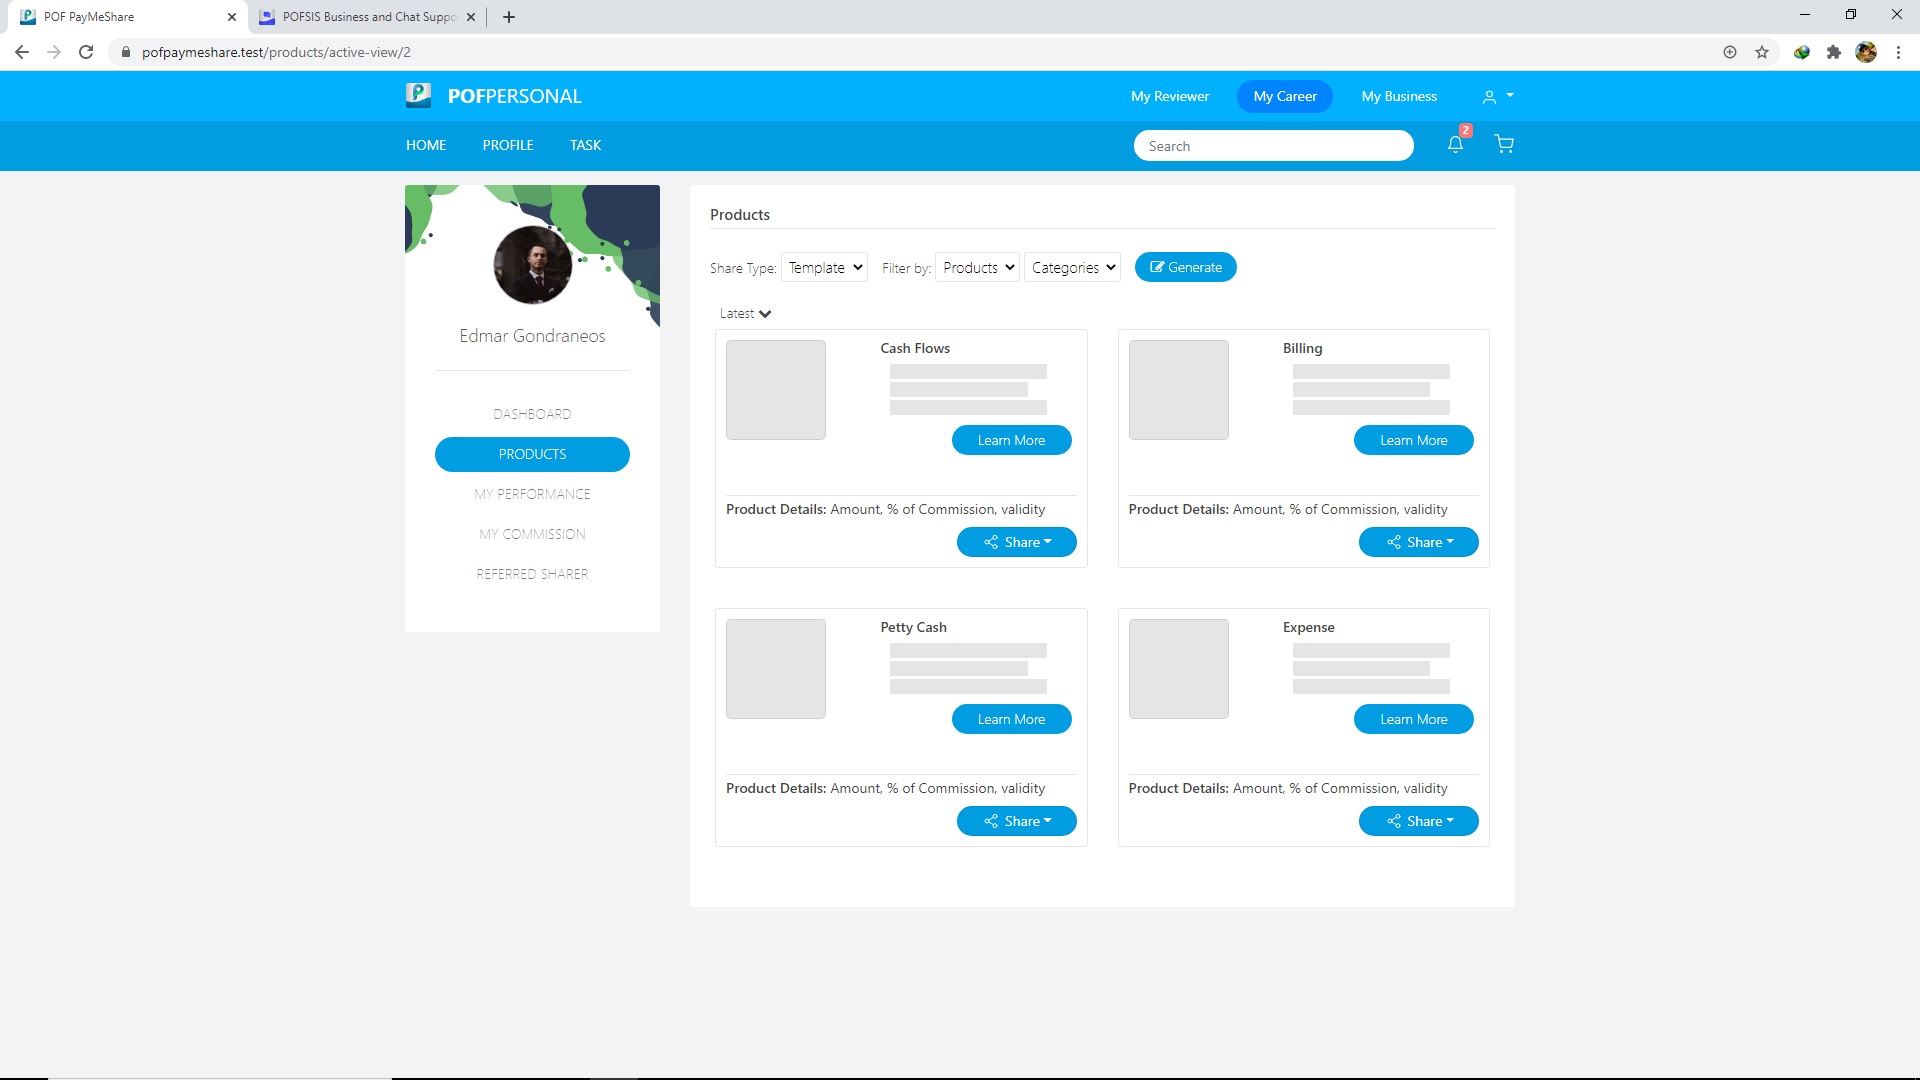 POF PayMeShare
POFSIS Business and Chat Suppo
pofpaymeshare.test/products/active-view/2
POFPERSONAL
My Reviewer
My Career
My Business
HOME
PROFILE
TASK
Search
2
Edmar Gondraneos
DASHBOARD
PRODUCTS
MY PERFORMANCE
MY COMMISSION
REFERRED SHARER
Products
Share Type: Template Filter by: Products Categories Generate
Latest
Cash Flows
Learn More
Product Details: Amount, % of Commission, validity
Share
Billing
Learn More
Product Details: Amount, % of Commission, validity
Share
Petty Cash
Learn More
Product Details: Amount, % of Commission, validity
Share
Expense
Learn More
Product Details: Amount, % of Commission, validity
Share